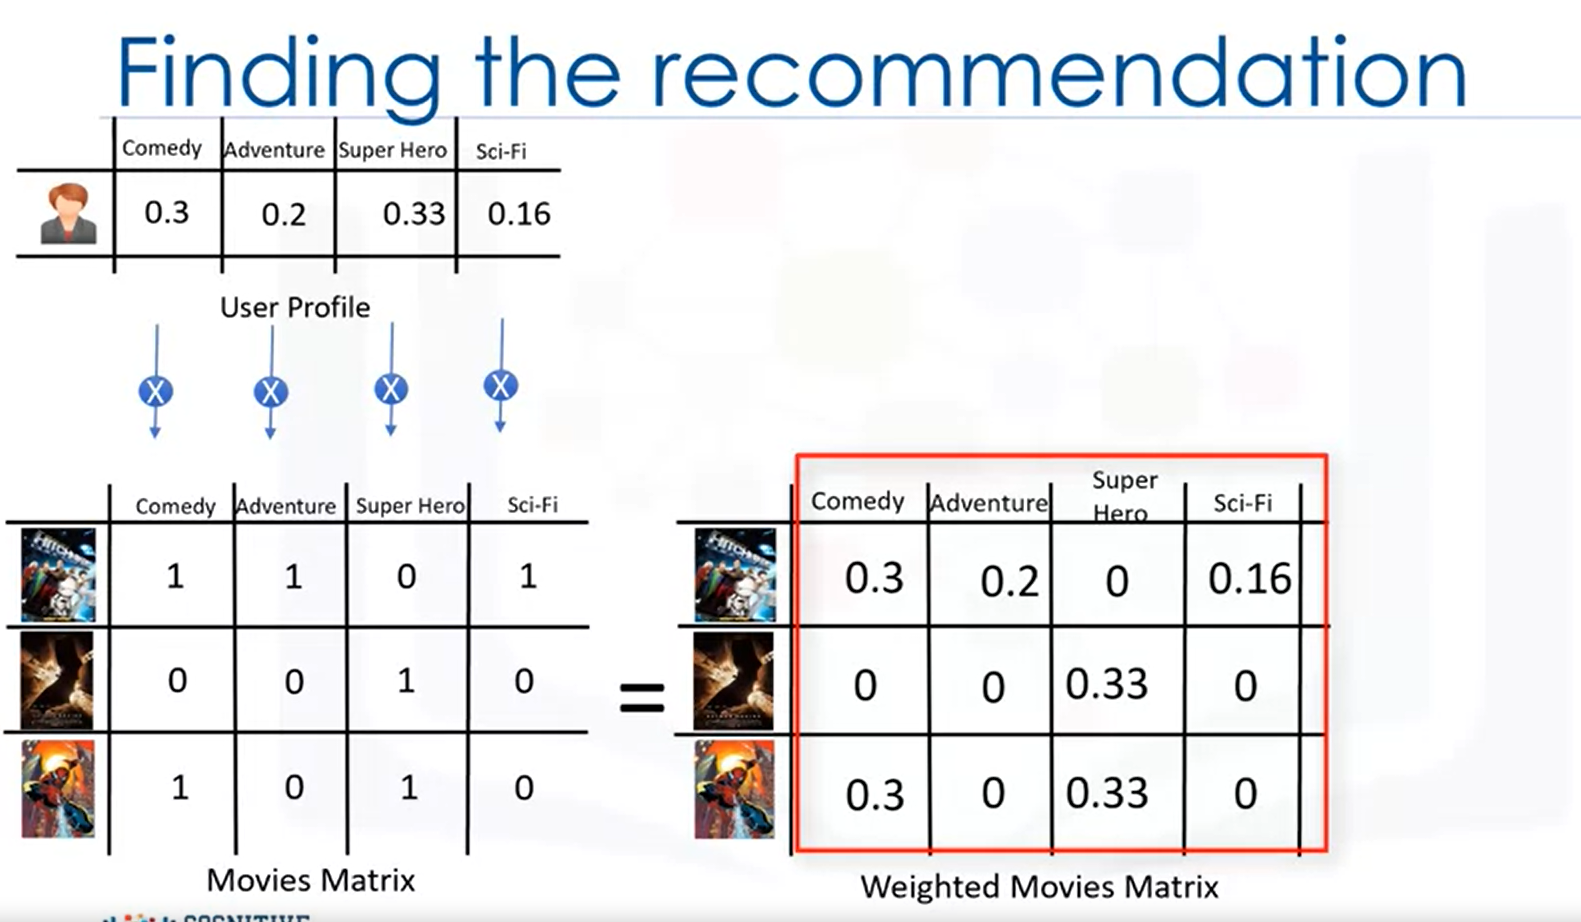 Finding the recommendation
Comedy Adventure Super Hero Sci-Fi
0.3 0.2 0.33 0.16
User Profile
X X X X
Comedy Adventure Super Hero Sci-Fi
1 1 0 1
0 0 1 0
1 0 1 0
Movies Matrix
=
Comedy Adventure Super Hero Sci-Fi
0.3 0.2 0 0.16
0 0 0.33 0
0.3 0 0.33 0
Weighted Movies Matrix